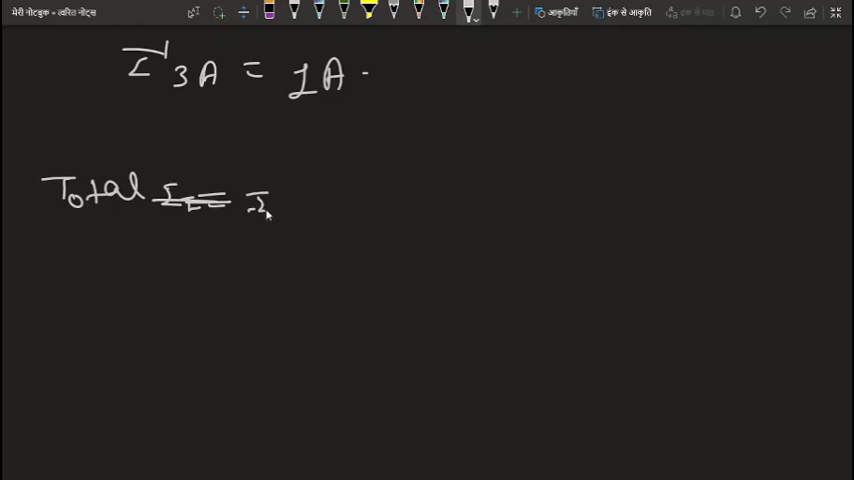 मेरी नोटबुक – त्वरित नोट्स
आकृतियाँ
इंक से आकृति
इंक से पाठ
I 3A = 1A -
Total